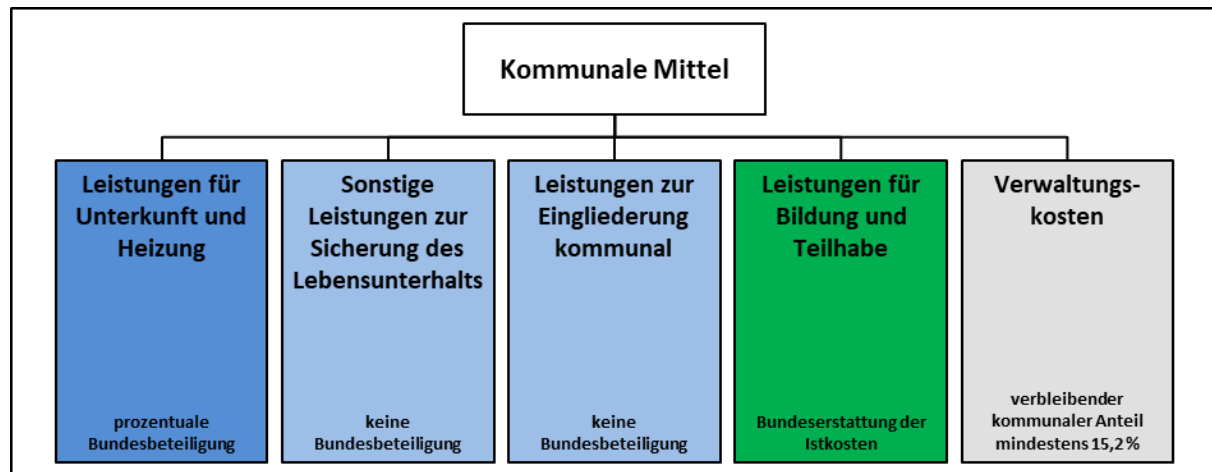 Kommunale Mittel
Leistungen für
Unterkunft und
Heizung
prozentuale
Bundesbeteiligung
Sonstige
Leistungen zur
Sicherung des
Lebensunterhalts
keine
Bundesbeteiligung
Leistungen zur
Eingliederung
kommunal
keine
Bundesbeteiligung
Leistungen für
Bildung und
Teilhabe
Bundeserstattung der
Istkosten
Verwaltungs-
kosten
verbleibender
kommunaler Anteil
mindestens 15,2 %